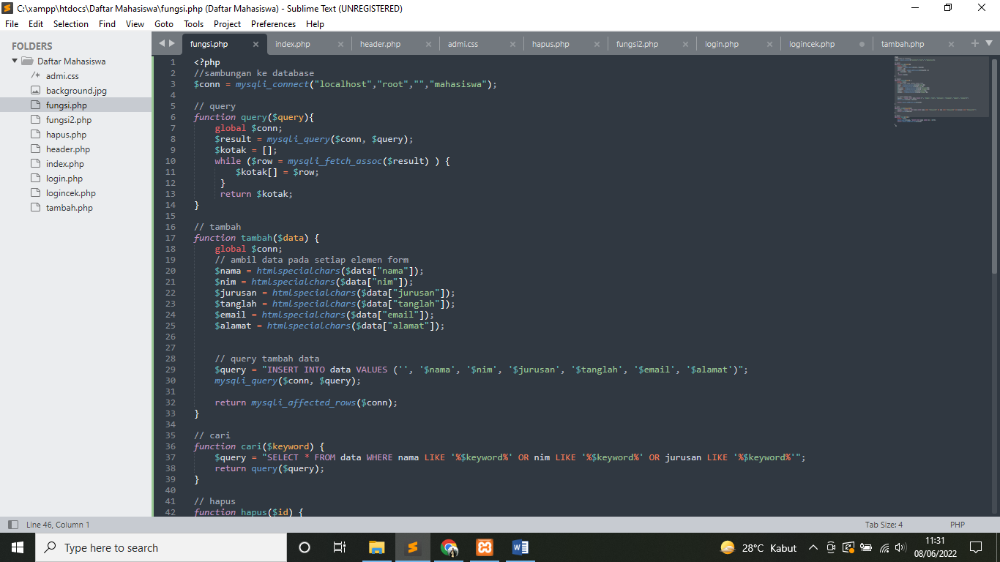 C:\xampp\htdocs\Daftar Mahasiswa\fungsi.php (Daftar Mahasiswa) - Sublime Text (UNREGISTERED)
File Edit Selection Find View Goto Tools Project Preferences Help
FOLDERS
Daftar Mahasiswa
/* admi.css
background.jpg
fungsi.php
fungsi2.php
hapus.php
header.php
index.php
login.php
logincek.php
tambah.php
fungsi.php index.php header.php admi.css hapus.php fungsi2.php login.php logincek.php tambah.php
1 <?php
2 //sambungan ke database
3 $conn = mysqli_connect("localhost","root","","mahasiswa");
4
5 // query
6 function query($query){
7     global $conn;
8     $result = mysqli_query($conn, $query);
9     $kotak = [];
10     while ($row = mysqli_fetch_assoc($result) ) {
11         $kotak[] = $row;
12      }
13      return $kotak;
14 }
15
16 // tambah
17 function tambah($data) {
18     global $conn;
19     // ambil data pada setiap elemen form
20     $nama = htmlspecialchars($data["nama"]);
21     $nim = htmlspecialchars($data["nim"]);
22     $jurusan = htmlspecialchars($data["jurusan"]);
23     $tanglah = htmlspecialchars($data["tanglah"]);
24     $email = htmlspecialchars($data["email"]);
25     $alamat = htmlspecialchars($data["alamat"]);
26
27
28     // query tambah data
29     $query = "INSERT INTO data VALUES ('', '$nama', '$nim', '$jurusan', '$tanglah', '$email', '$alamat')";
30     mysqli_query($conn, $query);
31
32     return mysqli_affected_rows($conn);
33 }
34
35 // cari
36 function cari($keyword) {
37     $query = "SELECT * FROM data WHERE nama LIKE '%$keyword%' OR nim LIKE '%$keyword%' OR jurusan LIKE '%$keyword%'";
38     return query($query);
39 }
40
41 // hapus
42 function hapus($id) {
Line 46, Column 1 Tab Size: 4 PHP
Type here to search
28°C Kabut
11:31
08/06/2022